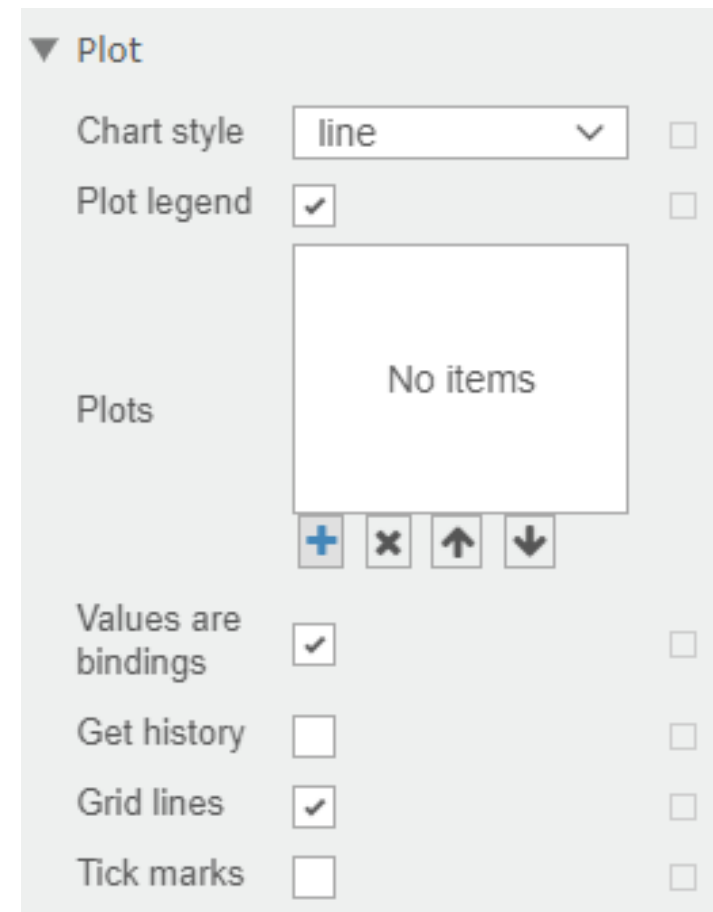 Plot
Chart style line
Plot legend
No items
Plots
Values are
bindings
Get history
Grid lines
Tick marks